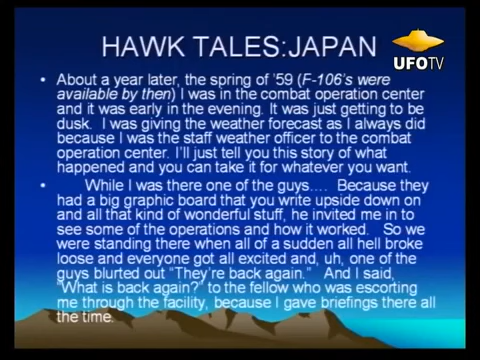 HAWK TALES:JAPAN
UFOTV
• About a year later, the spring of '59 (F-106's were
available by then) I was in the combat operation center
and it was early in the evening. It was just getting to be
dusk. I was giving the weather forecast as I always did
because I was the staff weather officer to the combat
operation center. I'll just tell you this story of what
happened and you can take it for whatever you want.
• While I was there one of the guys.... Because they
had a big graphic board that you write upside down on
and all that kind of wonderful stuff, he invited me in to
see some of the operations and how it worked. So we
were standing there when all of a sudden all hell broke
loose and everyone got all excited and, uh, one of the
guys blurted out "They're back again." And I said,
"What is back again?" to the fellow who was escorting
me through the facility, because I gave briefings there all
the time.